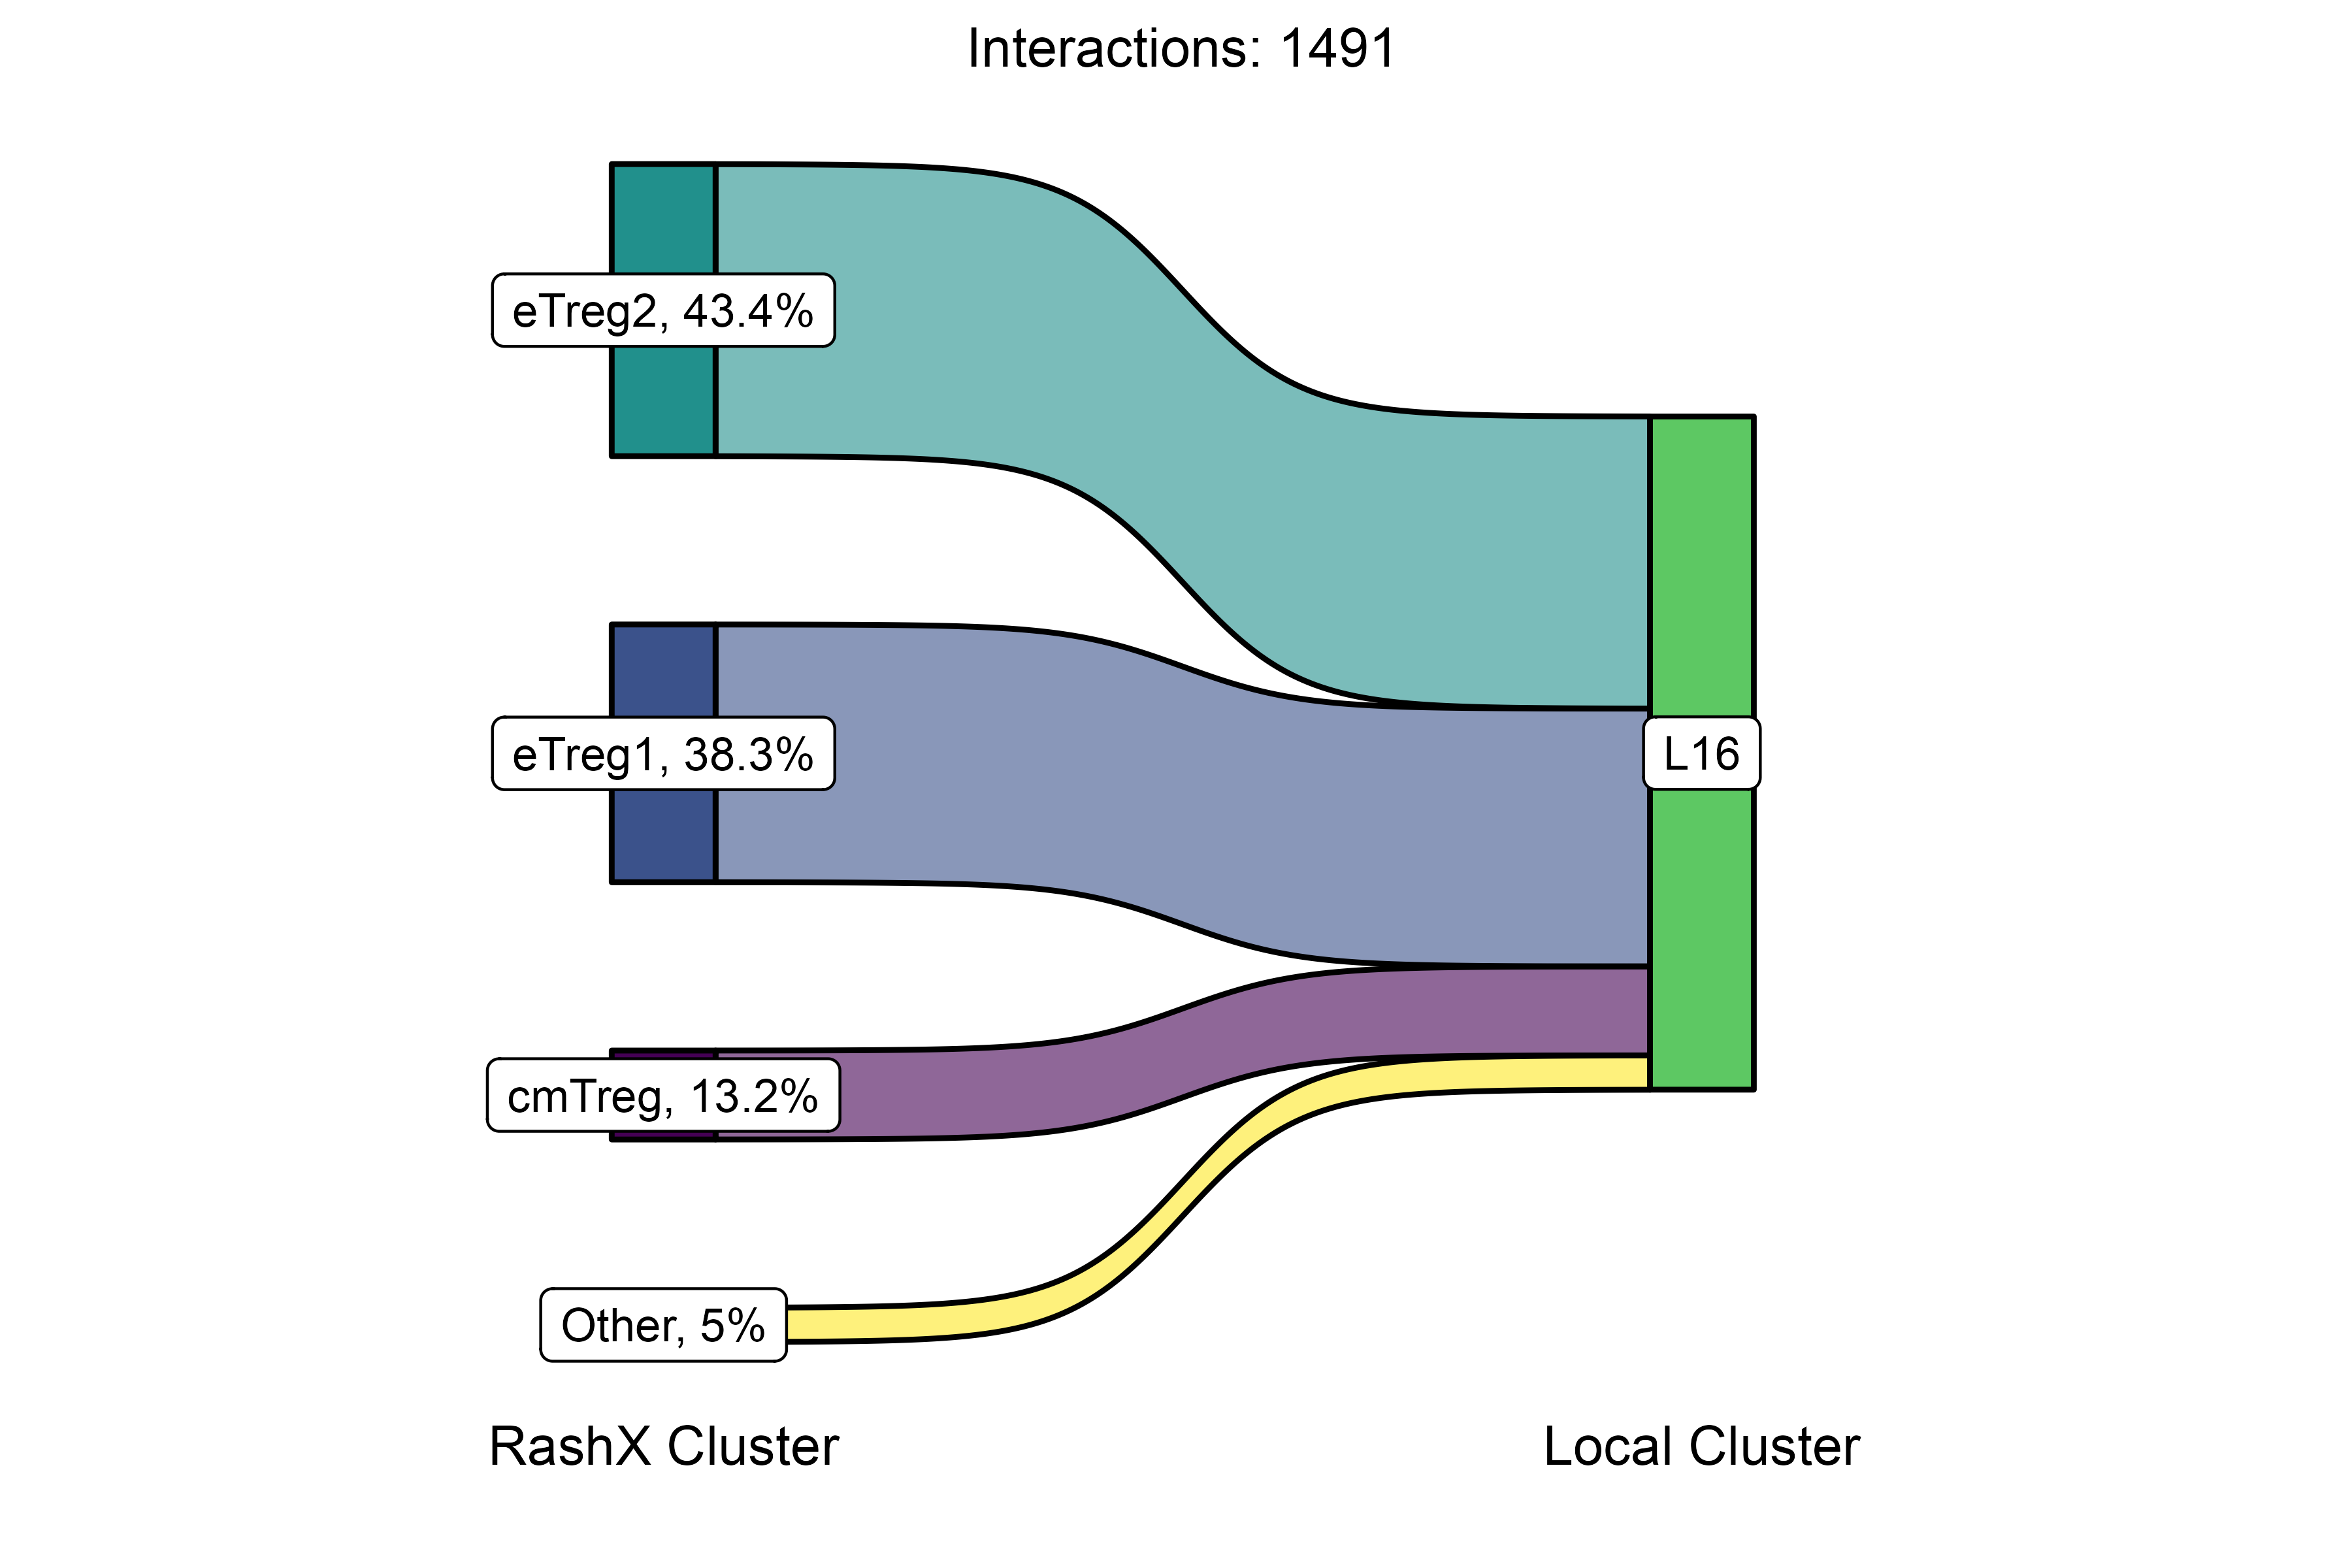 Interactions: 1491
eTreg2, 43.4%
eTreg1, 38.3%
L16
cmTreg, 13.2%
Other, 5%
RashX Cluster
Local Cluster